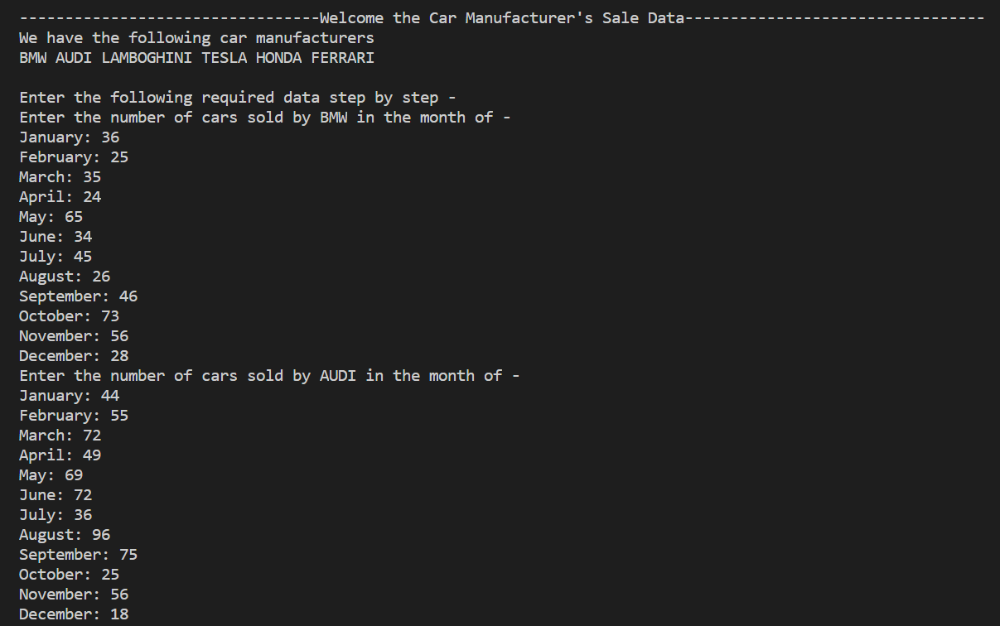 ---------------------------------Welcome the Car Manufacturer's Sale Data---------------------------------
We have the following car manufacturers
BMW AUDI LAMBOGHINI TESLA HONDA FERRARI
Enter the following required data step by step -
Enter the number of cars sold by BMW in the month of -
January: 36
February: 25
March: 35
April: 24
May: 65
June: 34
July: 45
August: 26
September: 46
October: 73
November: 56
December: 28
Enter the number of cars sold by AUDI in the month of -
January: 44
February: 55
March: 72
April: 49
May: 69
June: 72
July: 36
August: 96
September: 75
October: 25
November: 56
December: 18